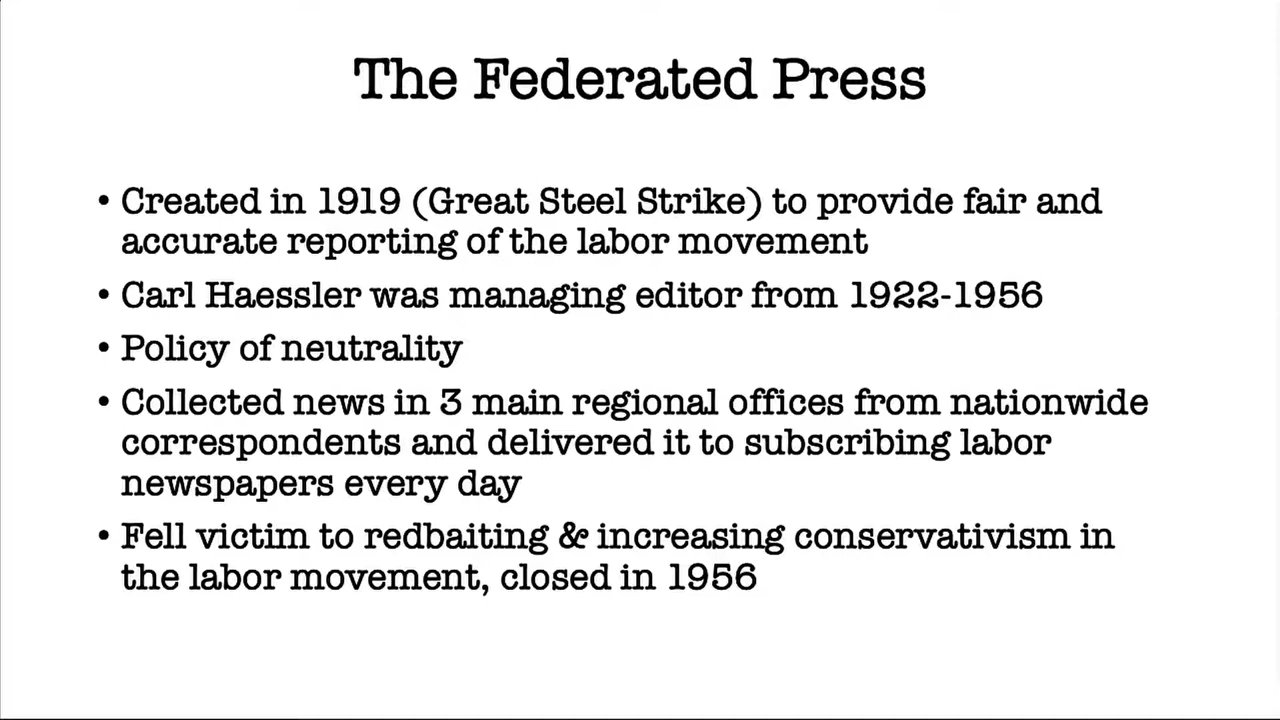 The Federated Press
• Created in 1919 (Great Steel Strike) to provide fair and
accurate reporting of the labor movement
• Carl Haessler was managing editor from 1922-1956
• Policy of neutrality
• Collected news in 3 main regional offices from nationwide
correspondents and delivered it to subscribing labor
newspapers every day
• Fell victim to redbaiting & increasing conservativism in
the labor movement, closed in 1956